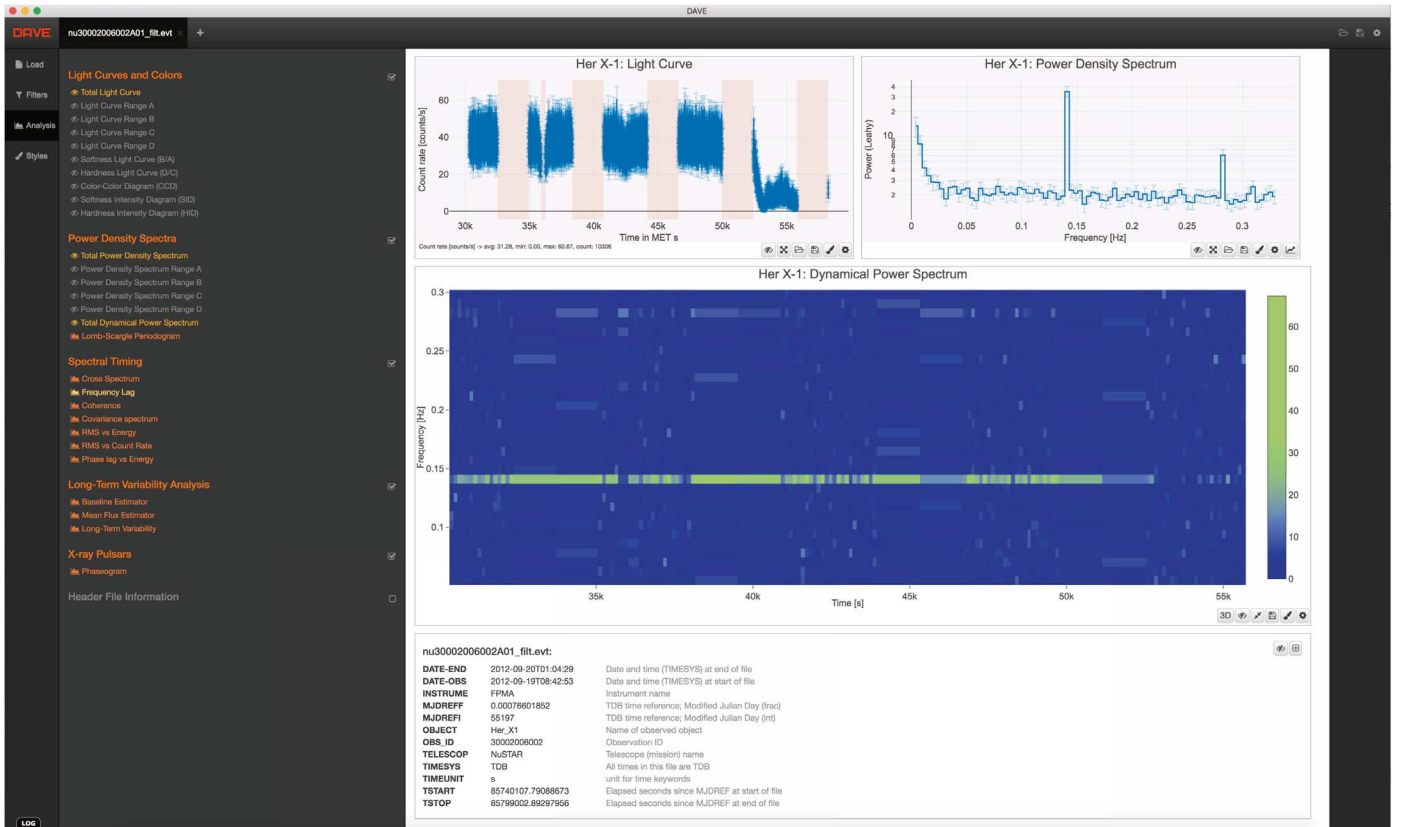 DAVE
DAVE
nu30002006002A01_filt.evt × +
Load
Filters
Analysis
Styles
LOG
Light Curves and Colors
Total Light Curve
Light Curve Range A
Light Curve Range B
Light Curve Range C
Light Curve Range D
Softness Light Curve (B/A)
Hardness Light Curve (D/C)
Color-Color Diagram (CCD)
Softness Intensity Diagram (SID)
Hardness Intensity Diagram (HID)
Power Density Spectra
Total Power Density Spectrum
Power Density Spectrum Range A
Power Density Spectrum Range B
Power Density Spectrum Range C
Power Density Spectrum Range D
Total Dynamical Power Spectrum
Lomb-Scargle Periodogram
Spectral Timing
Cross Spectrum
Frequency Lag
Coherence
Covariance spectrum
RMS vs Energy
RMS vs Count Rate
Phase lag vs Energy
Long-Term Variability Analysis
Baseline Estimator
Mean Flux Estimator
Long-Term Variability
X-ray Pulsars
Phaseogram
Header File Information
Her X-1: Light Curve
Count rate [counts/s]
60
40
20
0
30k 35k 40k 45k 50k 55k
Time in MET s
Count rate [counts/s] -> avg: 31.26, min: 0.00, max: 60.67, count: 10306
Her X-1: Power Density Spectrum
Power (Leahy)
4
3
2
10
9
8
7
6
5
4
3
2
0 0.05 0.1 0.15 0.2 0.25 0.3
Frequency [Hz]
Her X-1: Dynamical Power Spectrum
Frequency [Hz]
0.3
0.25
0.2
0.15
0.1
35k 40k 45k 50k 55k
Time [s]
60
50
40
30
20
10
0
3D
nu30002006002A01_filt.evt:
DATE-END 2012-09-20T01:04:29 Date and time (TIMESYS) at end of file
DATE-OBS 2012-09-19T08:42:53 Date and time (TIMESYS) at start of file
INSTRUME FPMA Instrument name
MJDREFF 0.00076601852 TDB time reference; Modified Julian Day (frac)
MJDREFI 55197 TDB time reference; Modified Julian Day (int)
OBJECT Her_X1 Name of observed object
OBS_ID 30002006002 Observation ID
TELESCOP NuSTAR Telescope (mission) name
TIMESYS TDB All times in this file are TDB
TIMEUNIT s unit for time keywords
TSTART 85740107.79088673 Elapsed seconds since MJDREF at start of file
TSTOP 85799002.89297956 Elapsed seconds since MJDREF at end of file